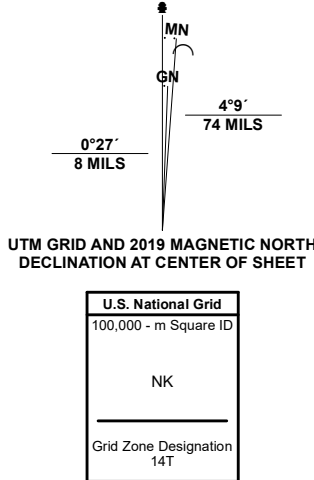 MN
GN
4°9´
74 MILS
0°27´
8 MILS
UTM GRID AND 2019 MAGNETIC NORTH
DECLINATION AT CENTER OF SHEET
U.S. National Grid
100,000 - m Square ID
NK
Grid Zone Designation
14T